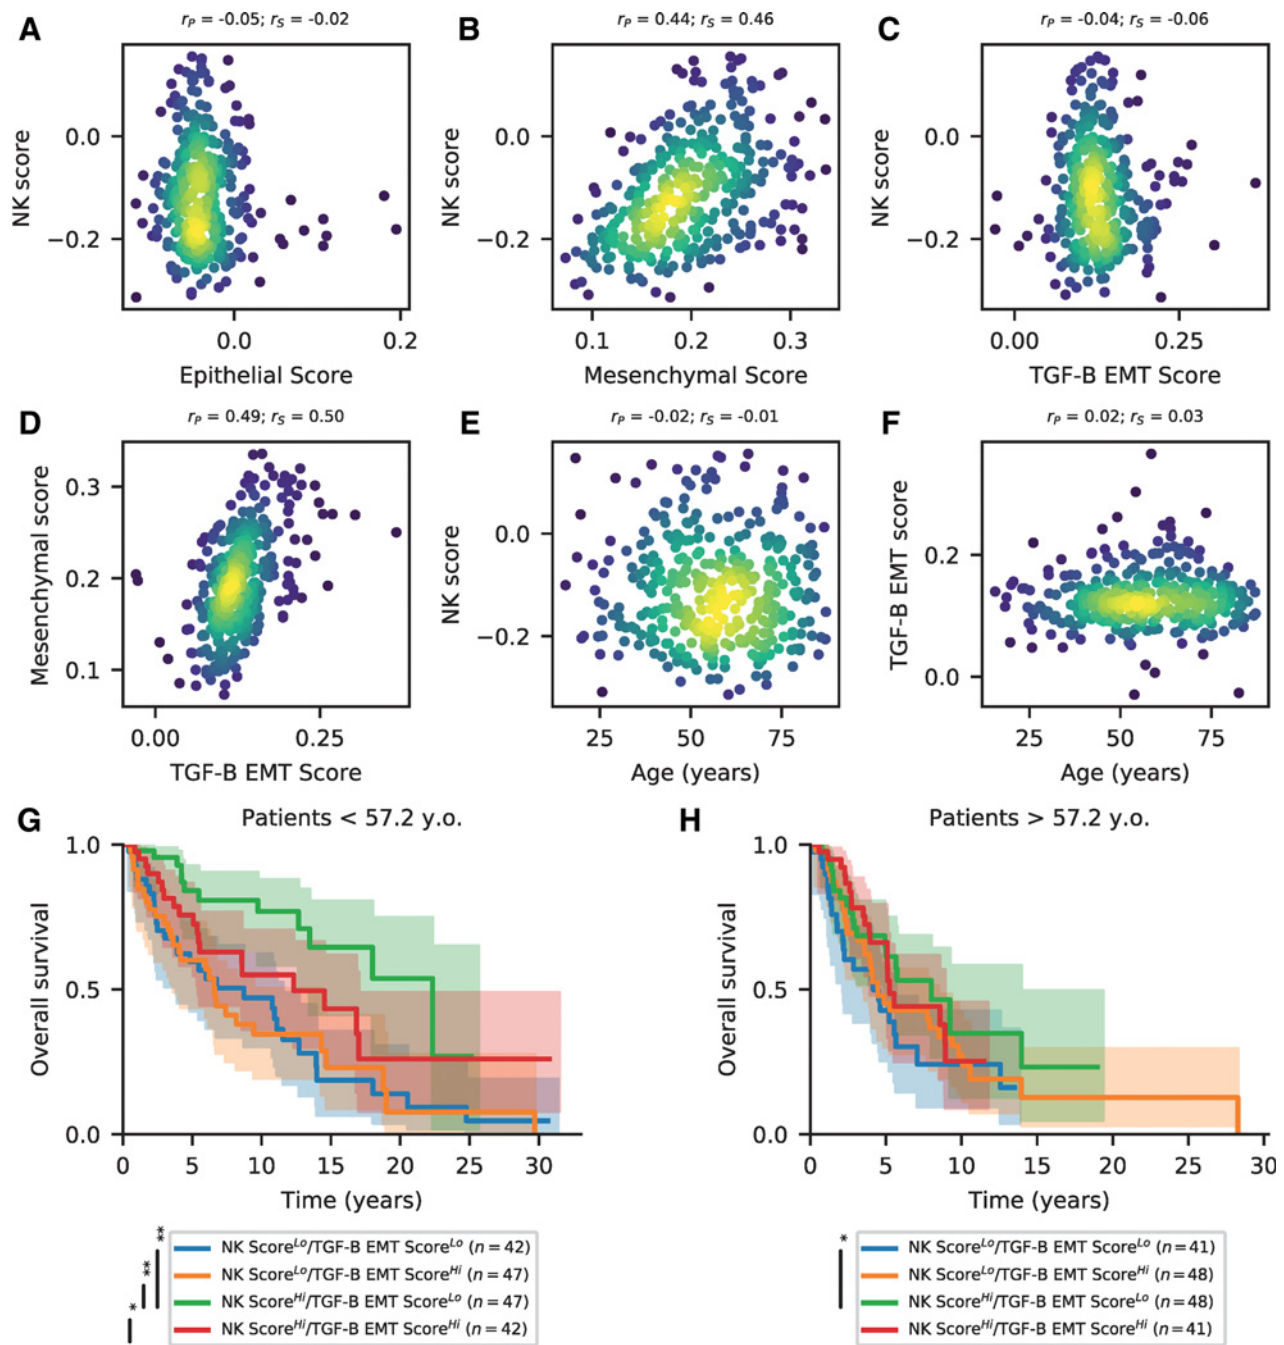 A
r_P = -0.05; r_S = -0.02
NK score
0.0
−0.2
0.0
0.2
Epithelial Score
B
r_P = 0.44; r_S = 0.46
NK score
0.0
−0.2
0.1
0.2
0.3
Mesenchymal Score
C
r_P = -0.04; r_S = -0.06
NK score
0.0
−0.2
0.00
0.25
TGF-B EMT Score
D
r_P = 0.49; r_S = 0.50
Mesenchymal score
0.3
0.2
0.1
0.00
0.25
TGF-B EMT Score
E
r_P = -0.02; r_S = -0.01
NK score
0.0
−0.2
25
50
75
Age (years)
F
r_P = 0.02; r_S = 0.03
TGF-B EMT score
0.2
0.0
25
50
75
Age (years)
G
Patients < 57.2 y.o.
Overall survival
1.0
0.5
0.0
0 5 10 15 20 25 30
Time (years)
** ** *
NK Score^Lo/TGF-B EMT Score^Lo (n = 42)
NK Score^Lo/TGF-B EMT Score^Hi (n = 47)
NK Score^Hi/TGF-B EMT Score^Lo (n = 47)
NK Score^Hi/TGF-B EMT Score^Hi (n = 42)
H
Patients > 57.2 y.o.
Overall survival
1.0
0.5
0.0
0 5 10 15 20 25 30
Time (years)
*
NK Score^Lo/TGF-B EMT Score^Lo (n = 41)
NK Score^Lo/TGF-B EMT Score^Hi (n = 48)
NK Score^Hi/TGF-B EMT Score^Lo (n = 48)
NK Score^Hi/TGF-B EMT Score^Hi (n = 41)